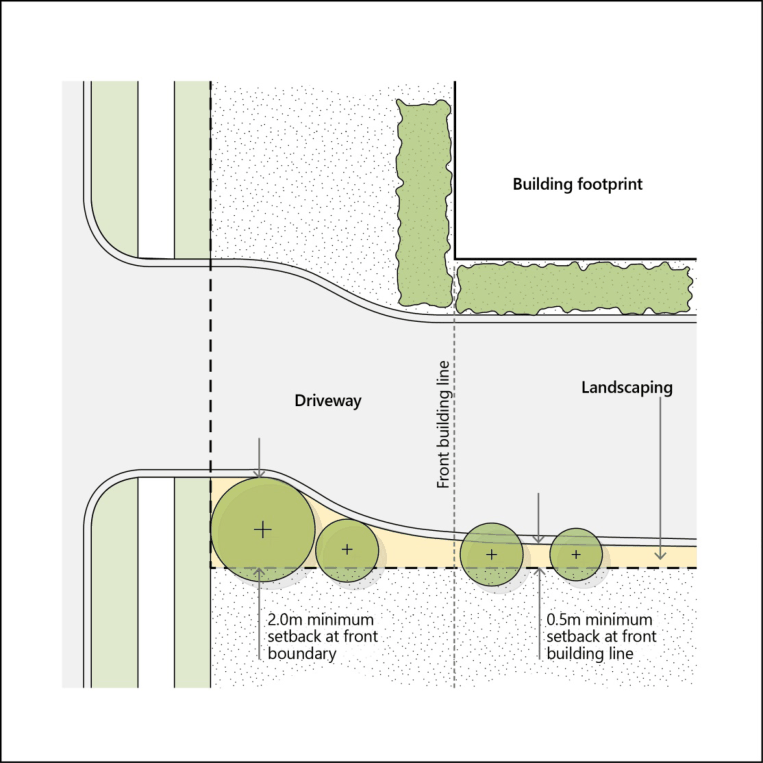 Building footprint
Landscaping
Driveway
Front building line
2.0m minimum
setback at front
boundary
0.5m minimum
setback at front
building line